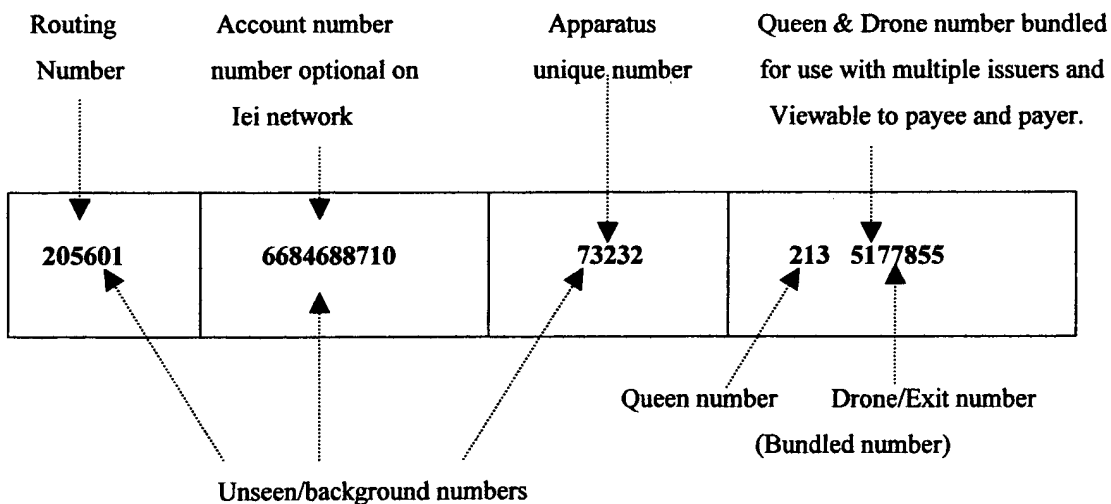 Routing Account number Apparatus Queen & Drone number bundled
Number number optional on unique number for use with multiple issuers and
Iei network Viewable to payee and payer.
205601 6684688710 73232 213 5177855
Queen number Drone/Exit number
(Bundled number)
Unseen/background numbers